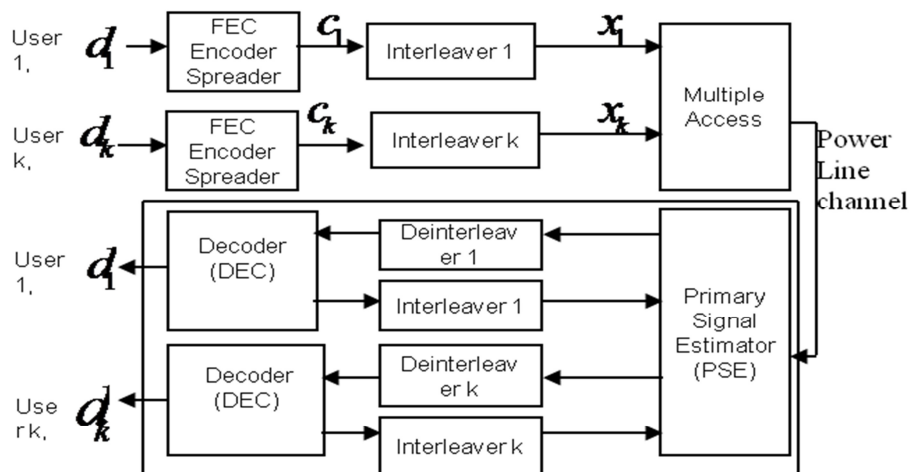 User
1,
d1
FEC
Encoder
Spreader
c1
Interleaver 1
x1
Multiple
Access
User
k,
dk
FEC
Encoder
Spreader
ck
Interleaver k
xk
Power
Line
channel
User
1,
d1
Decoder
(DEC)
Deinterleav
er 1
Interleaver 1
Primary
Signal
Estimator
(PSE)
Use
r k,
dk
Decoder
(DEC)
Deinterleav
er k
Interleaver k